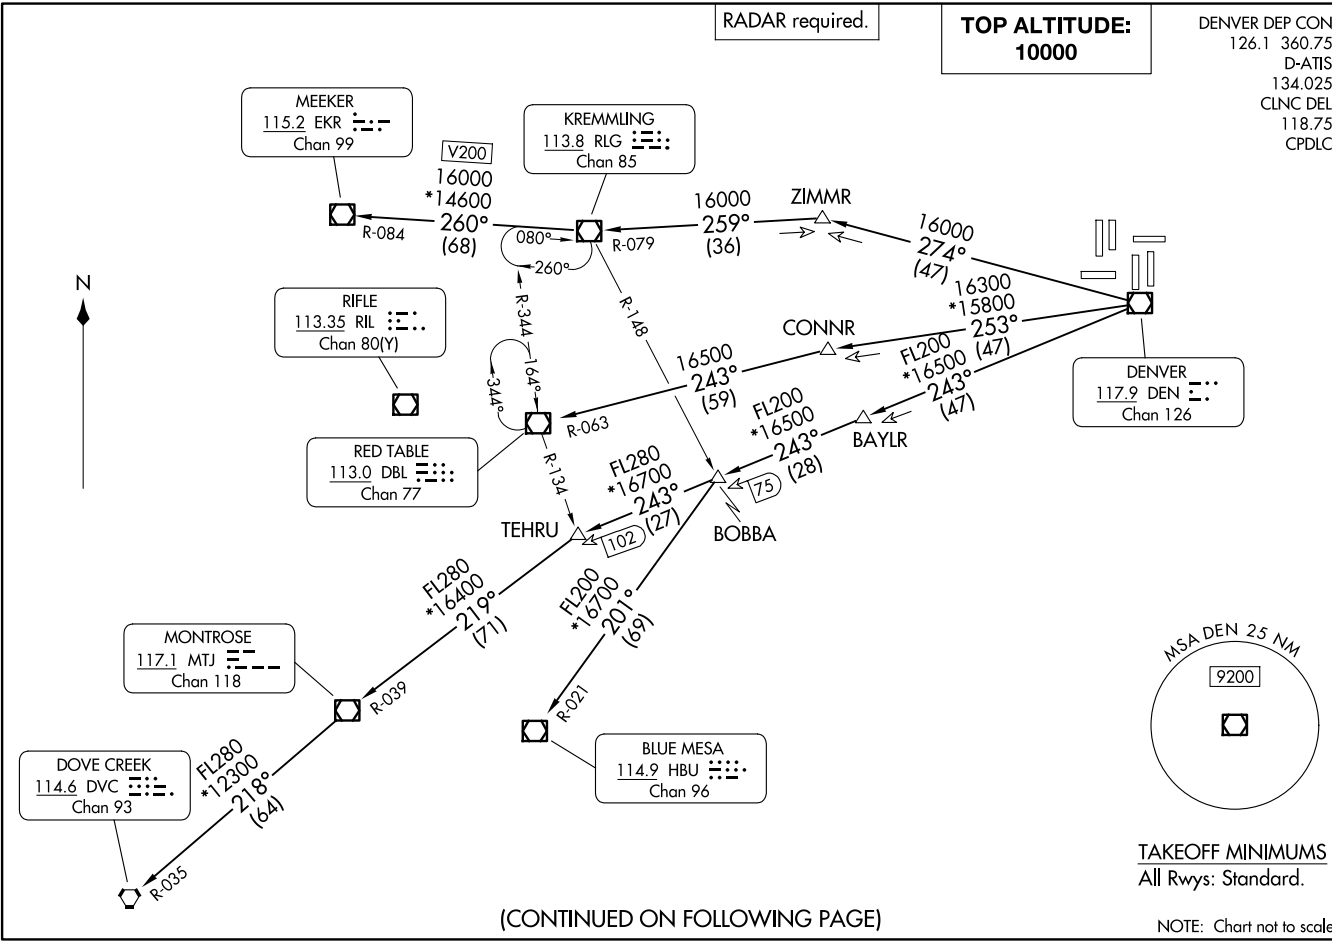 RADAR required.
TOP ALTITUDE:
10000
DENVER DEP CON
126.1 360.75
D-ATIS
134.025
CLNC DEL
118.75
CPDLC
MEEKER
115.2 EKR
Chan 99
KREMMLING
113.8 RLG
Chan 85
V200
16000
*14600
260°
(68)
R-084
080°
260°
R-079
16000
259°
(36)
ZIMMR
16000
274°
(47)
N
RIFLE
113.35 RIL
Chan 80(Y)
R-344
164°
344°
R-148
CONNR
16300
*15800
253°
(47)
16500
243°
(59)
R-063
FL200
*16500
243°
(47)
DENVER
117.9 DEN
Chan 126
BAYLR
RED TABLE
113.0 DBL
Chan 77
R-134
FL200
*16500
243°
(28)
75
BOBBA
FL280
*16700
243°
(27)
102
TEHRU
FL280
*16400
219°
(71)
FL200
*16700
201°
(69)
R-021
MONTROSE
117.1 MTJ
Chan 118
R-039
BLUE MESA
114.9 HBU
Chan 96
DOVE CREEK
114.6 DVC
Chan 93
FL280
*12300
218°
(64)
R-035
MSA DEN 25 NM
9200
TAKEOFF MINIMUMS
All Rwys: Standard.
(CONTINUED ON FOLLOWING PAGE)
NOTE: Chart not to scale